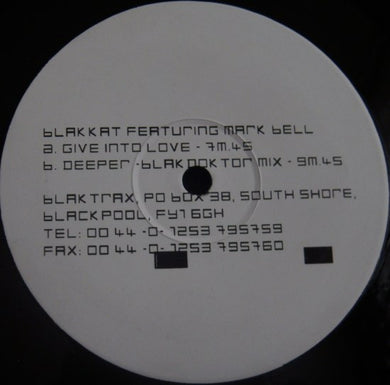 blakkat featuring mark bell
a. give into love - 7m.45
b. deeper -blakdoktor mix - 9m.45
blaktrax, po box 38, south shore,
blackpool, fy1 6gh
tel: 00 44 -0- 1253 795759
fax: 00 44 -0- 1253 795760